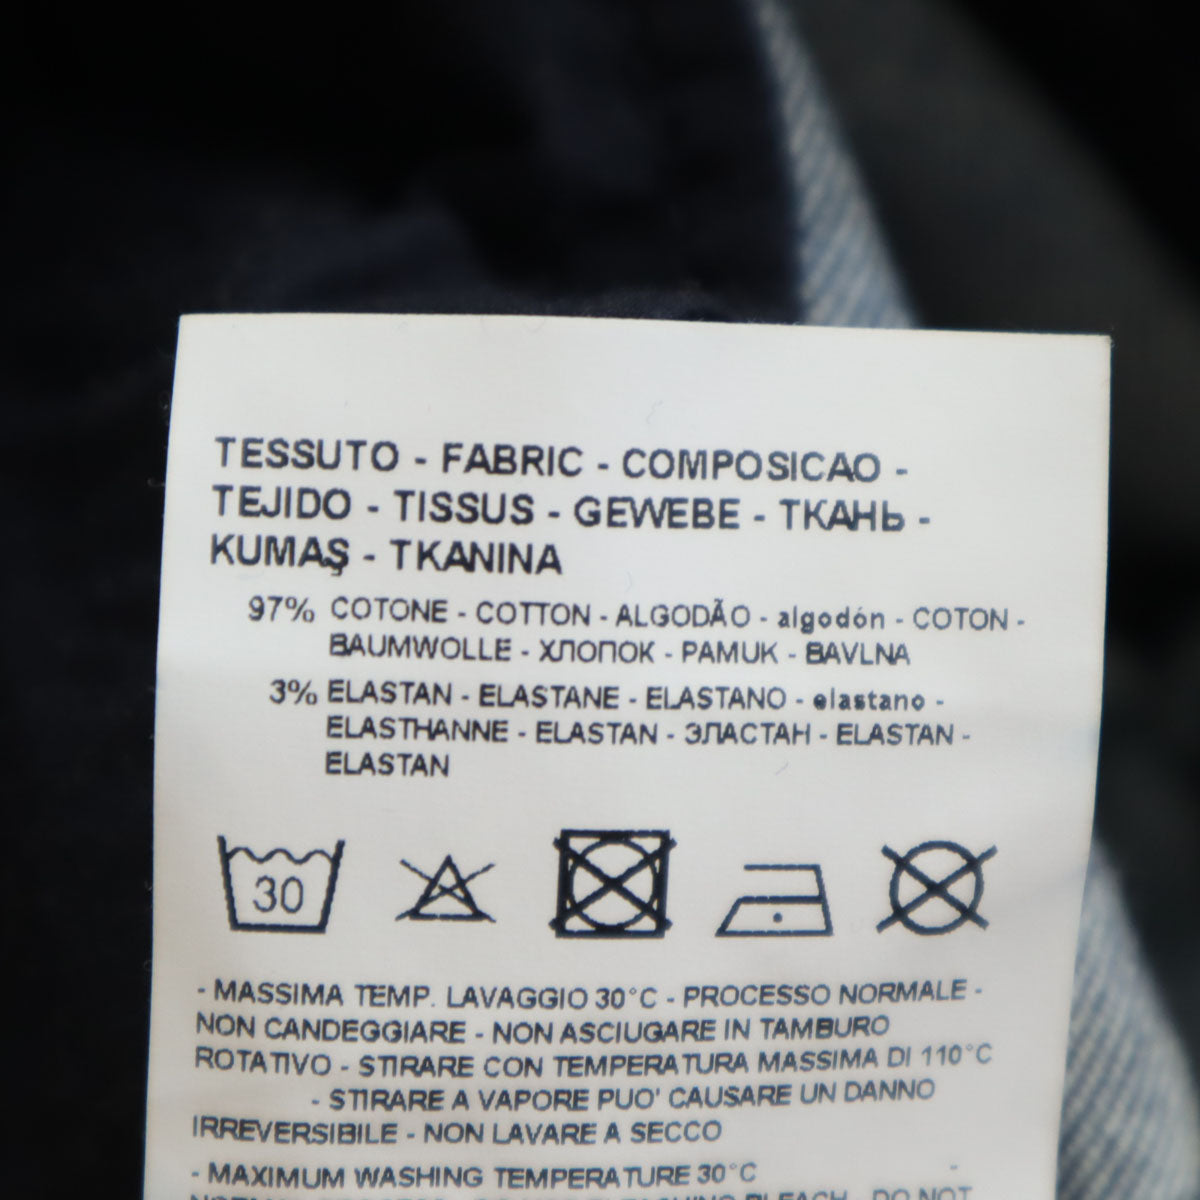 TESSUTO - FABRIC - COMPOSICAO -
TEJIDO - TISSUS - GEWEBE - ТКАНЬ -
KUMAŞ - TKANINA
97% COTONE - COTTON - ALGODÃO - algodón - COTON -
BAUMWOLLE - ХЛОПОК - PAMUK - BAVLNA
3% ELASTAN - ELASTANE - ELASTANO - elastano -
ELASTHANNE - ELASTAN - ЭЛАСТАН - ELASTAN -
ELASTAN
30
- MASSIMA TEMP. LAVAGGIO 30°C - PROCESSO NORMALE -
NON CANDEGGIARE - NON ASCIUGARE IN TAMBURO
ROTATIVO - STIRARE CON TEMPERATURA MASSIMA DI 110°C
- STIRARE A VAPORE PUO' CAUSARE UN DANNO
IRREVERSIBILE - NON LAVARE A SECCO
- MAXIMUM WASHING TEMPERATURE 30°C -
BLEACH - DO NOT